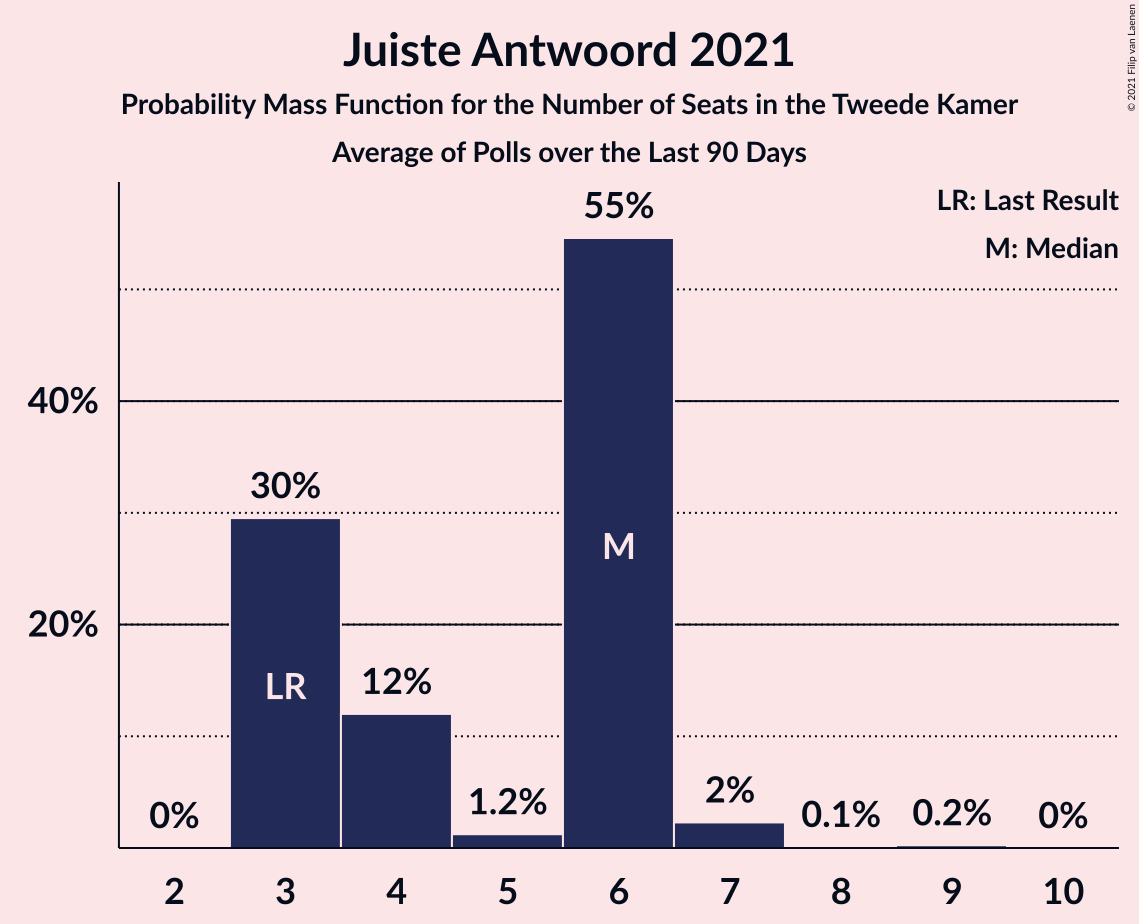 Juiste Antwoord 2021
Probability Mass Function for the Number of Seats in the Tweede Kamer
Average of Polls over the Last 90 Days
© 2021 Filip van Laenen
LR: Last Result
M: Median
55%
40%
30%
M
20%
LR
12%
0%
1.2%
2%
0.1%
0.2%
0%
2 3 4 5 6 7 8 9 10